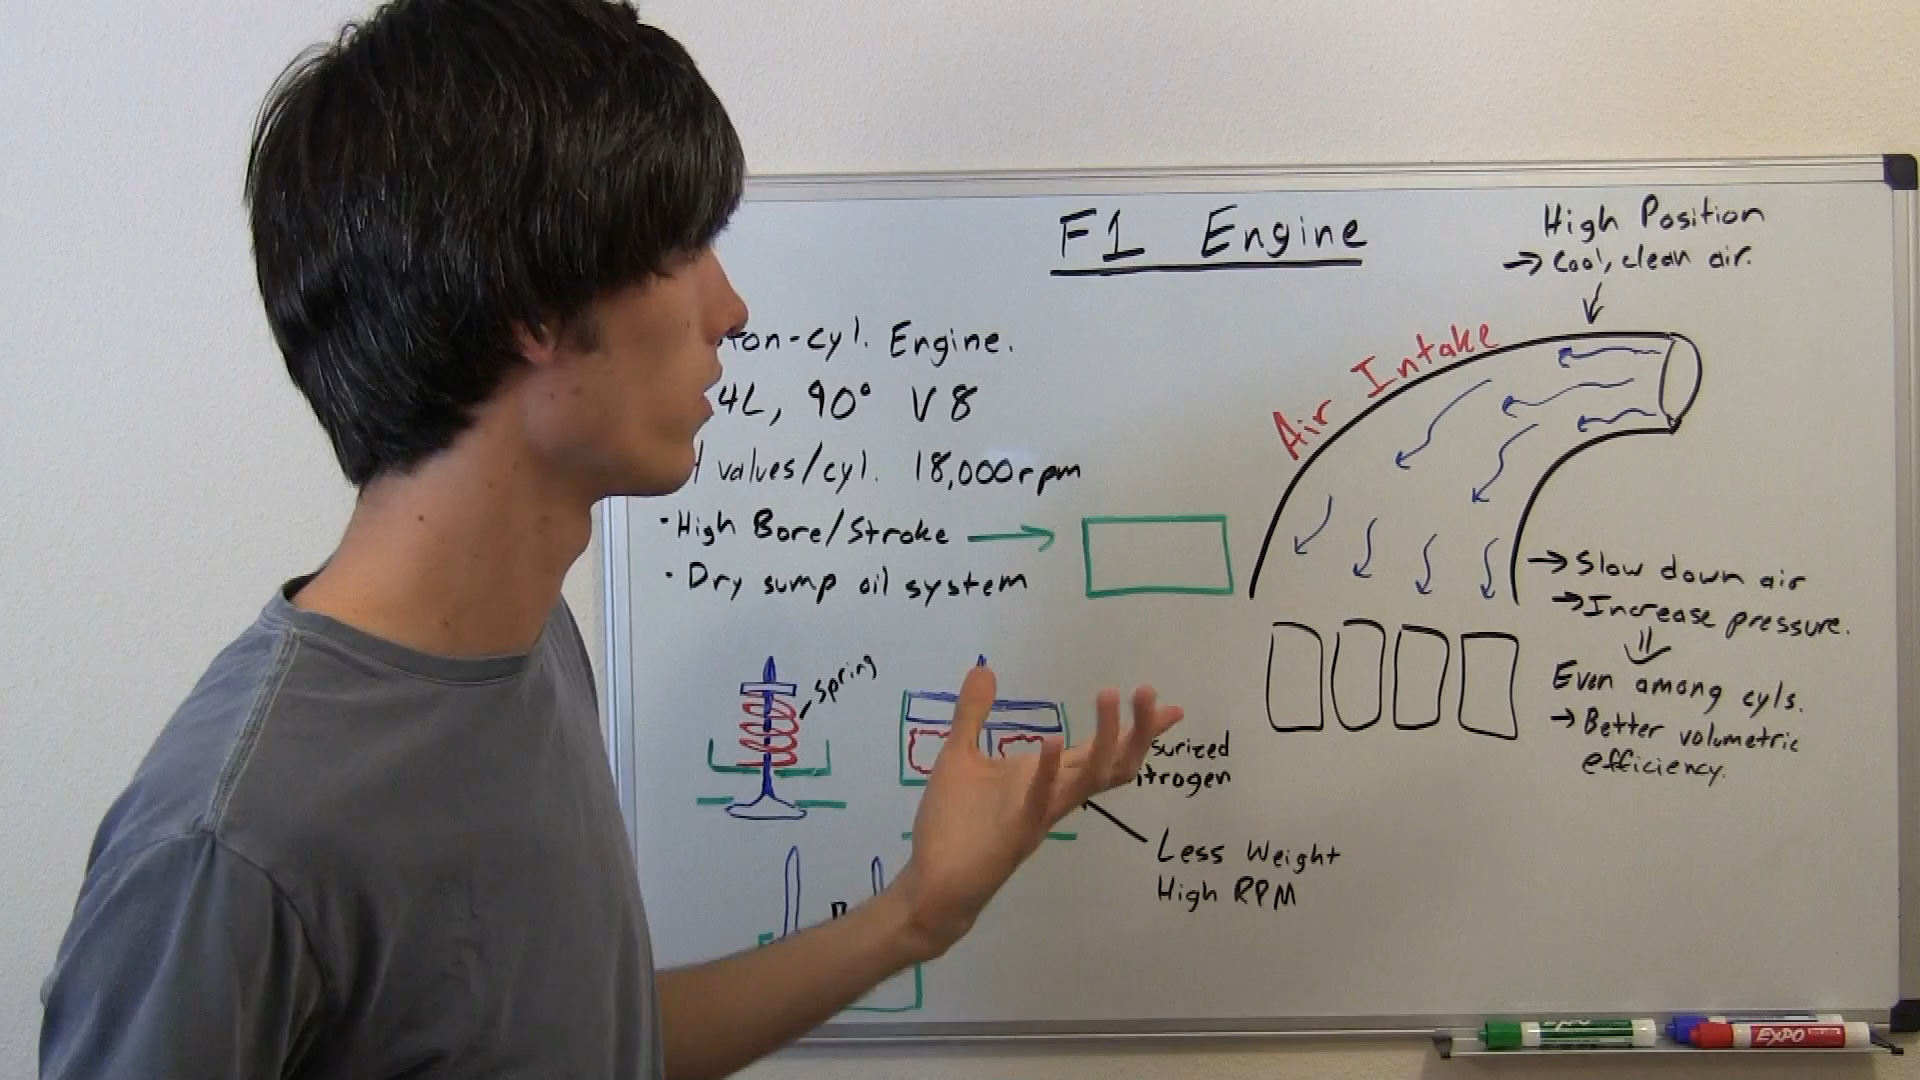 F1 Engine
High Position
→ Cool, clean air.
Air Intake
ton-cyl. Engine.
4L, 90° V8
4 valves/cyl. 18,000rpm
· High Bore/Stroke →
· Dry sump oil system
→ Slow down air
→ Increase pressure.
Even among cyls.
→ Better volumetric
efficiency.
spring
surized
itrogen
Less Weight
High RPM
EXPO
EXPO